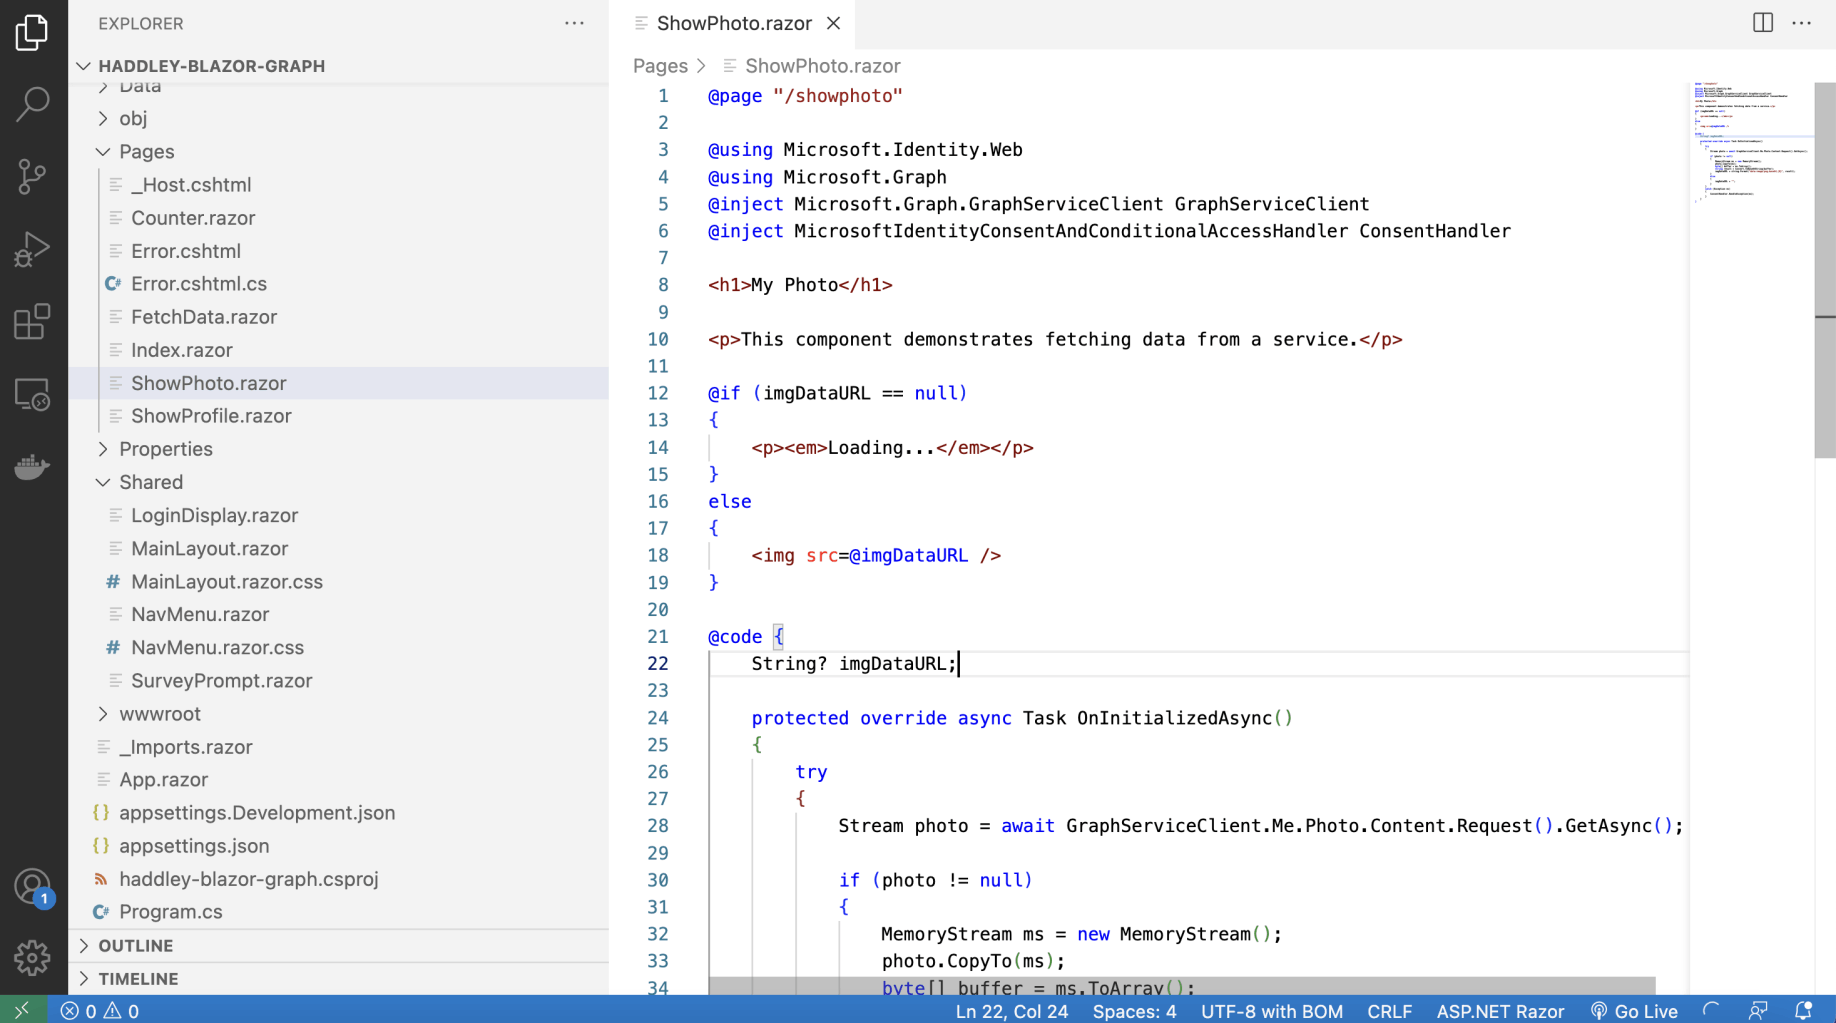 EXPLORER
HADDLEY-BLAZOR-GRAPH
Data
obj
Pages
_Host.cshtml
Counter.razor
Error.cshtml
Error.cshtml.cs
FetchData.razor
Index.razor
ShowPhoto.razor
ShowProfile.razor
Properties
Shared
LoginDisplay.razor
MainLayout.razor
# MainLayout.razor.css
NavMenu.razor
# NavMenu.razor.css
SurveyPrompt.razor
wwwroot
_Imports.razor
App.razor
{} appsettings.Development.json
{} appsettings.json
haddley-blazor-graph.csproj
C# Program.cs
OUTLINE
TIMELINE
1
ShowPhoto.razor
Pages > ShowPhoto.razor
1 @page "/showphoto"
2
3 @using Microsoft.Identity.Web
4 @using Microsoft.Graph
5 @inject Microsoft.Graph.GraphServiceClient GraphServiceClient
6 @inject MicrosoftIdentityConsentAndConditionalAccessHandler ConsentHandler
7
8 <h1>My Photo</h1>
9
10 <p>This component demonstrates fetching data from a service.</p>
11
12 @if (imgDataURL == null)
13 {
14     <p><em>Loading...</em></p>
15 }
16 else
17 {
18     <img src=@imgDataURL />
19 }
20
21 @code {
22     String? imgDataURL;
23
24     protected override async Task OnInitializedAsync()
25     {
26         try
27         {
28             Stream photo = await GraphServiceClient.Me.Photo.Content.Request().GetAsync();
29
30             if (photo != null)
31             {
32                 MemoryStream ms = new MemoryStream();
33                 photo.CopyTo(ms);
34                 byte[] buffer = ms.ToArray();
0 0 Ln 22, Col 24 Spaces: 4 UTF-8 with BOM CRLF ASP.NET Razor Go Live